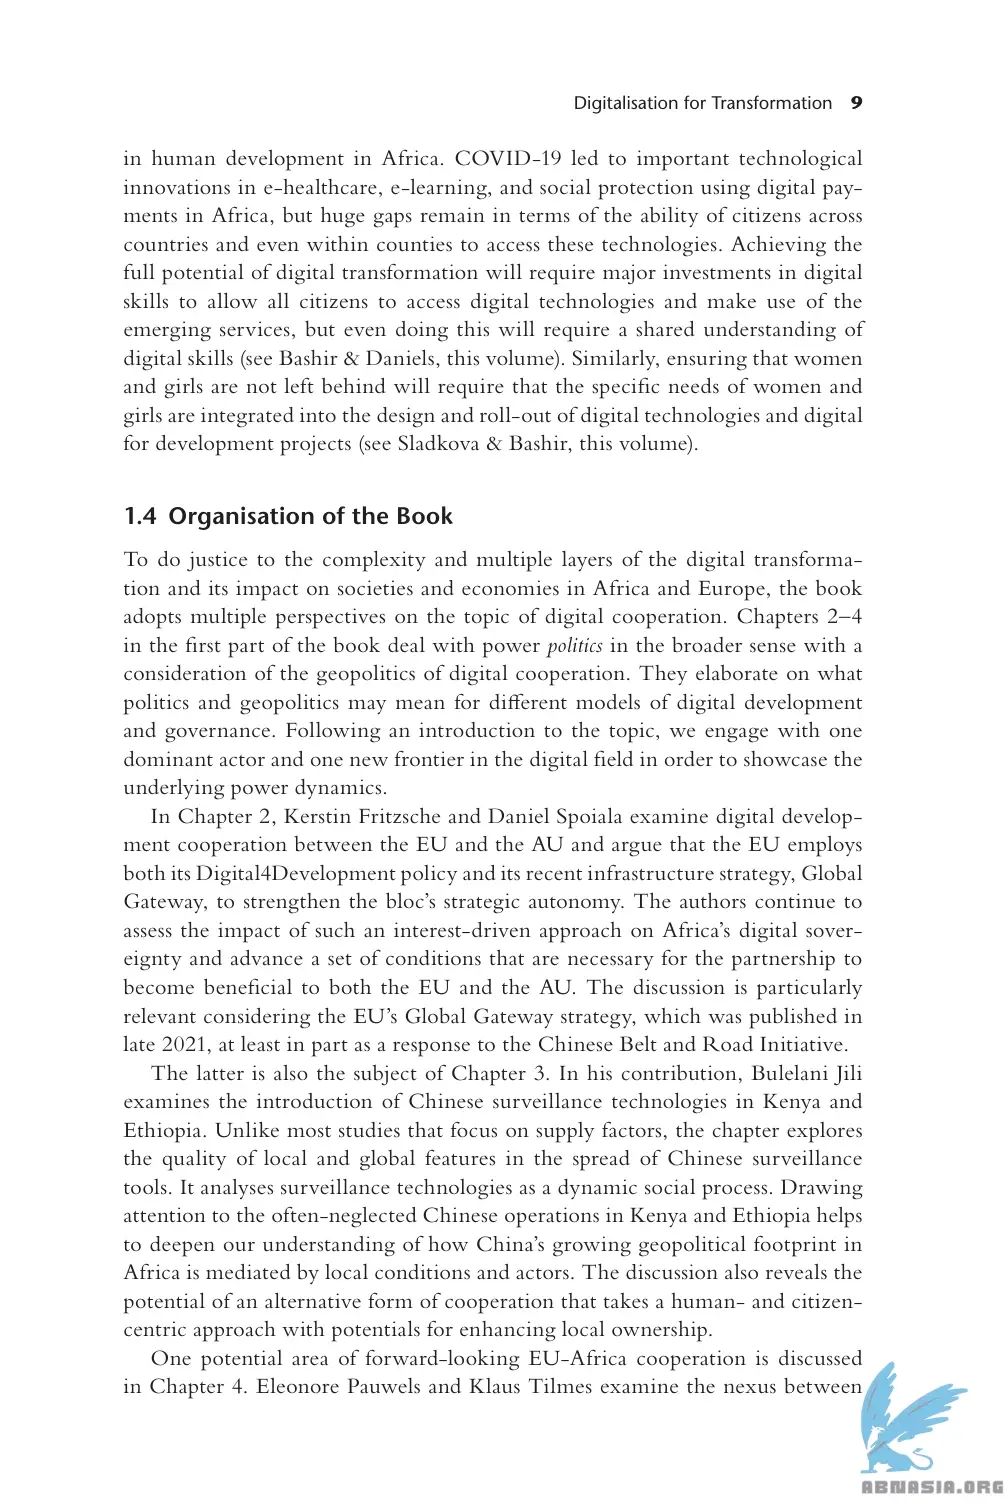 Digitalisation for Transformation 9
in human development in Africa. COVID-19 led to important technological
innovations in e-healthcare, e-learning, and social protection using digital pay-
ments in Africa, but huge gaps remain in terms of the ability of citizens across
countries and even within counties to access these technologies. Achieving the
full potential of digital transformation will require major investments in digital
skills to allow all citizens to access digital technologies and make use of the
emerging services, but even doing this will require a shared understanding of
digital skills (see Bashir & Daniels, this volume). Similarly, ensuring that women
and girls are not left behind will require that the specific needs of women and
girls are integrated into the design and roll-out of digital technologies and digital
for development projects (see Sladkova & Bashir, this volume).
1.4 Organisation of the Book
To do justice to the complexity and multiple layers of the digital transforma-
tion and its impact on societies and economies in Africa and Europe, the book
adopts multiple perspectives on the topic of digital cooperation. Chapters 2–4
in the first part of the book deal with power politics in the broader sense with a
consideration of the geopolitics of digital cooperation. They elaborate on what
politics and geopolitics may mean for different models of digital development
and governance. Following an introduction to the topic, we engage with one
dominant actor and one new frontier in the digital field in order to showcase the
underlying power dynamics.
In Chapter 2, Kerstin Fritzsche and Daniel Spoiala examine digital develop-
ment cooperation between the EU and the AU and argue that the EU employs
both its Digital4Development policy and its recent infrastructure strategy, Global
Gateway, to strengthen the bloc's strategic autonomy. The authors continue to
assess the impact of such an interest-driven approach on Africa's digital sover-
eignty and advance a set of conditions that are necessary for the partnership to
become beneficial to both the EU and the AU. The discussion is particularly
relevant considering the EU's Global Gateway strategy, which was published in
late 2021, at least in part as a response to the Chinese Belt and Road Initiative.
The latter is also the subject of Chapter 3. In his contribution, Bulelani Jili
examines the introduction of Chinese surveillance technologies in Kenya and
Ethiopia. Unlike most studies that focus on supply factors, the chapter explores
the quality of local and global features in the spread of Chinese surveillance
tools. It analyses surveillance technologies as a dynamic social process. Drawing
attention to the often-neglected Chinese operations in Kenya and Ethiopia helps
to deepen our understanding of how China's growing geopolitical footprint in
Africa is mediated by local conditions and actors. The discussion also reveals the
potential of an alternative form of cooperation that takes a human- and citizen-
centric approach with potentials for enhancing local ownership.
One potential area of forward-looking EU-Africa cooperation is discussed
in Chapter 4. Eleonore Pauwels and Klaus Tilmes examine the nexus between
ABNASIA.ORG